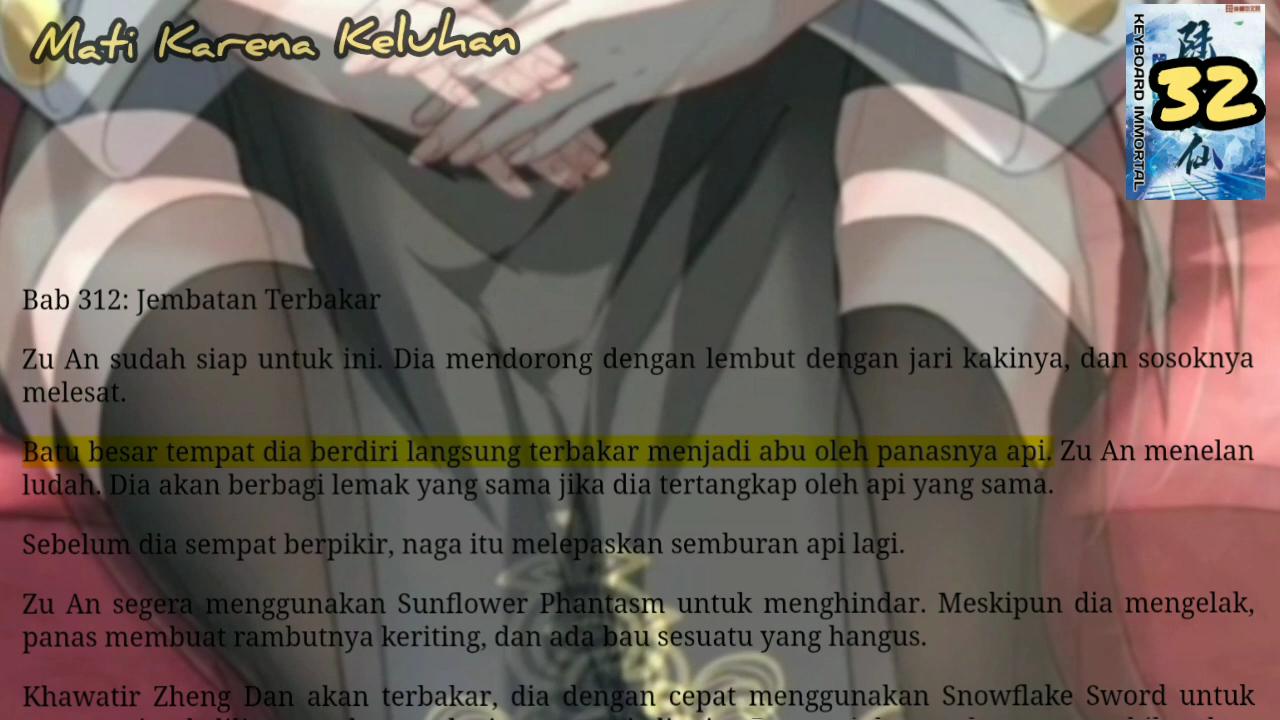 Mati Karena Keluhan
KEYBOARD IMMORTAL
32
仙
Bab 312: Jembatan Terbakar
Zu An sudah siap untuk ini. Dia mendorong dengan lembut dengan jari kakinya, dan sosoknya
melesat.
Batu besar tempat dia berdiri langsung terbakar menjadi abu oleh panasnya api. Zu An menelan
ludah. Dia akan berbagi lemak yang sama jika dia tertangkap oleh api yang sama.
Sebelum dia sempat berpikir, naga itu melepaskan semburan api lagi.
Zu An segera menggunakan Sunflower Phantasm untuk menghindar. Meskipun dia mengelak,
panas membuat rambutnya keriting, dan ada bau sesuatu yang hangus.
Khawatir Zheng Dan akan terbakar, dia dengan cepat menggunakan Snowflake Sword untuk